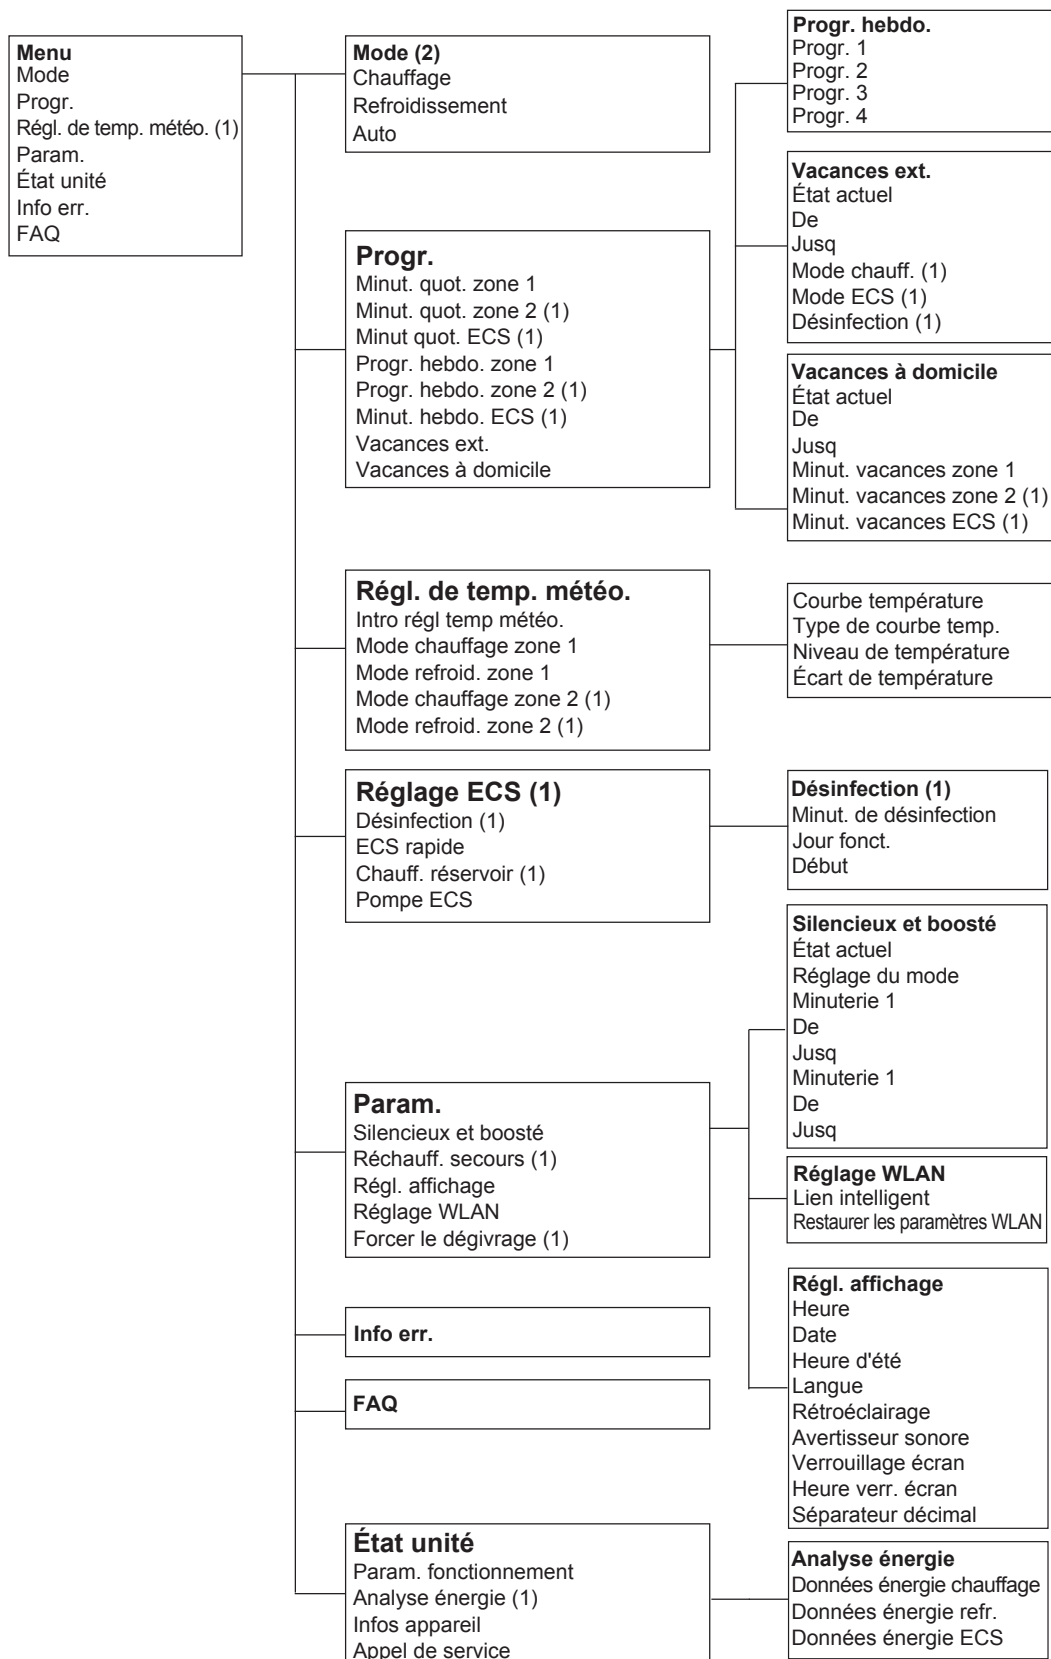 Menu
Mode
Progr.
Régl. de temp. météo. (1)
Param.
État unité
Info err.
FAQ
Mode (2)
Chauffage
Refroidissement
Auto
Progr.
Minut. quot. zone 1
Minut. quot. zone 2 (1)
Minut quot. ECS (1)
Progr. hebdo. zone 1
Progr. hebdo. zone 2 (1)
Minut. hebdo. ECS (1)
Vacances ext.
Vacances à domicile
Progr. hebdo.
Progr. 1
Progr. 2
Progr. 3
Progr. 4
Vacances ext.
État actuel
De
Jusq
Mode chauff. (1)
Mode ECS (1)
Désinfection (1)
Vacances à domicile
État actuel
De
Jusq
Minut. vacances zone 1
Minut. vacances zone 2 (1)
Minut. vacances ECS (1)
Régl. de temp. météo.
Intro régl temp météo.
Mode chauffage zone 1
Mode refroid. zone 1
Mode chauffage zone 2 (1)
Mode refroid. zone 2 (1)
Courbe température
Type de courbe temp.
Niveau de température
Écart de température
Réglage ECS (1)
Désinfection (1)
ECS rapide
Chauff. réservoir (1)
Pompe ECS
Désinfection (1)
Minut. de désinfection
Jour fonct.
Début
Param.
Silencieux et boosté
Réchauff. secours (1)
Régl. affichage
Réglage WLAN
Forcer le dégivrage (1)
Silencieux et boosté
État actuel
Réglage du mode
Minuterie 1
De
Jusq
Minuterie 1
De
Jusq
Réglage WLAN
Lien intelligent
Restaurer les paramètres WLAN
Régl. affichage
Heure
Date
Heure d'été
Langue
Rétroéclairage
Avertisseur sonore
Verrouillage écran
Heure verr. écran
Séparateur décimal
Info err.
FAQ
État unité
Param. fonctionnement
Analyse énergie (1)
Infos appareil
Appel de service
Analyse énergie
Données énergie chauffage
Données énergie refr.
Données énergie ECS